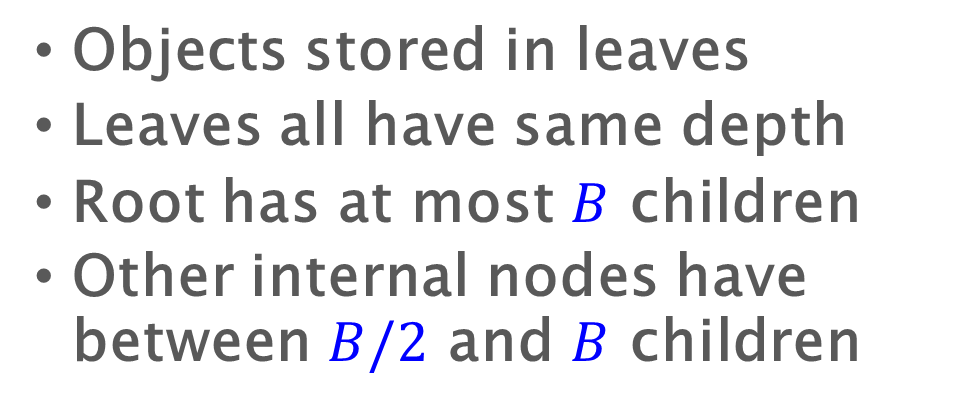 • Objects stored in leaves
• Leaves all have same depth
• Root has at most B children
• Other internal nodes have
between B/2 and B children